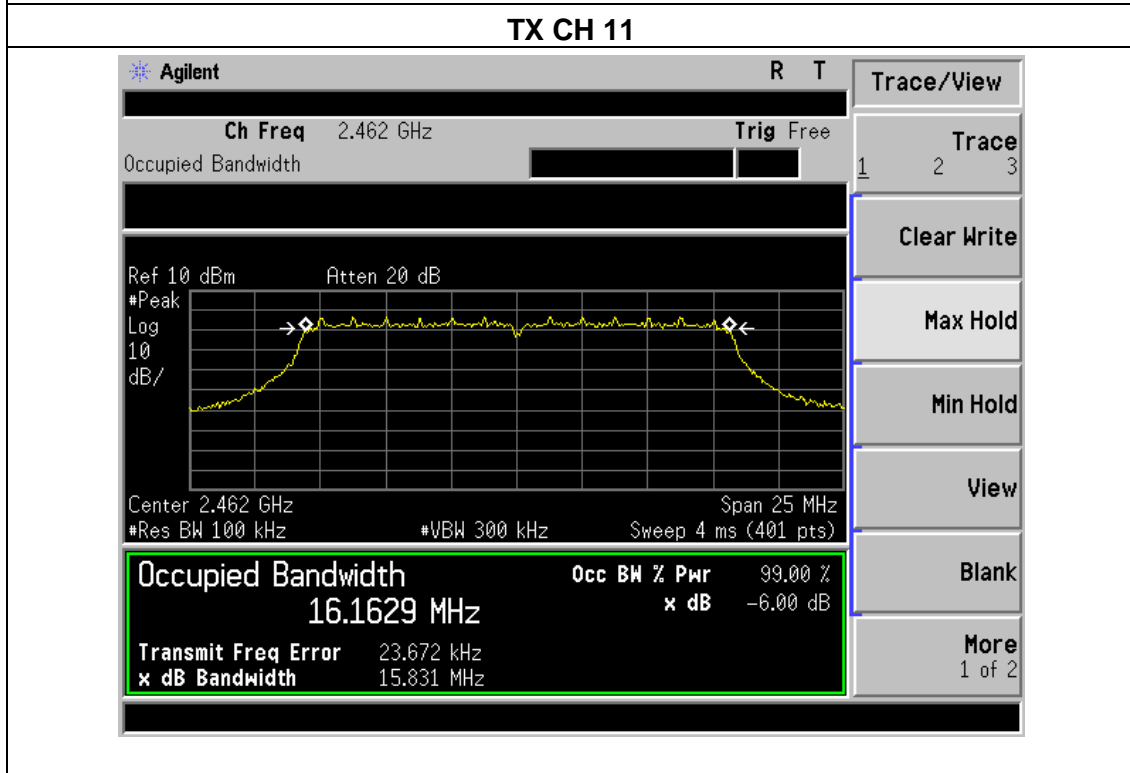 TX CH 11
Agilent R T
Trace/View
Ch Freq 2.462 GHz Trig Free
Occupied Bandwidth
Trace
1 2 3
Clear Write
Ref 10 dBm Atten 20 dB
#Peak
Log
10
dB/
Max Hold
Min Hold
View
Center 2.462 GHz Span 25 MHz
#Res BW 100 kHz #VBW 300 kHz Sweep 4 ms (401 pts)
Occupied Bandwidth Occ BW % Pwr 99.00 %
16.1629 MHz x dB -6.00 dB
Blank
Transmit Freq Error 23.672 kHz
x dB Bandwidth 15.831 MHz
More
1 of 2